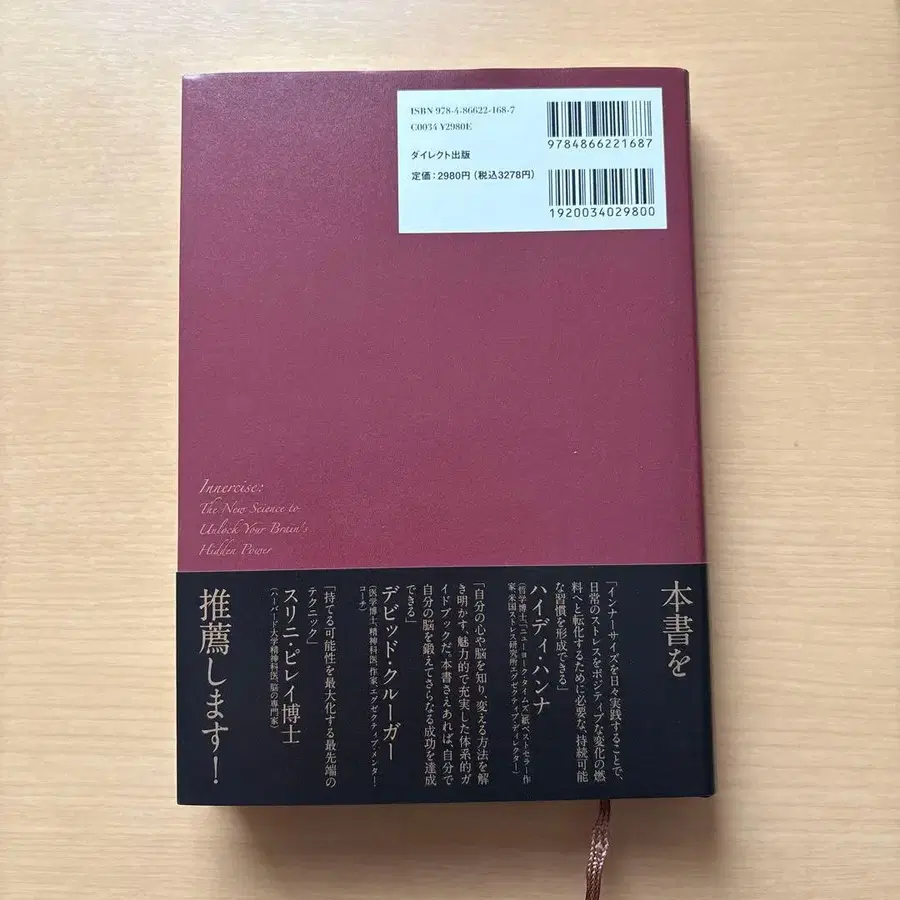 ISBN 978-4-86622-168-7
C0034 Y2980E
ダイレクト出版
定価：2980円（税込3278円）
9784866221687
1920034029800
Innercise:
The New Science to
Unlock Your Brain's
Hidden Power
本書を
「インナーサイズを日々実践することで、
日常のストレスをポジティブな変化の燃
料へと転化するために必要な、持続可能
な習慣を形成できる」
ハイディ・ハンナ
（哲学博士、『ニューヨーク・タイムズ』紙ベストセラー作
家、米国ストレス研究所エグゼクティブ・ディレクター）
「自分の心や脳を知り、変える方法を解
き明かす、魅力的で充実した体系的ガ
イドブックだ。本書さえあれば、自分で
自分の脳を鍛えてさらなる成功を達成
できる」
デビッド・クルーガー
（医学博士、精神科医、作家、エグゼクティブ・メンター・
コーチ）
「持てる可能性を最大化する最先端の
テクニック」
スリニ・ピレイ博士
（ハーバード大学精神科医、脳の専門家）
推薦します！